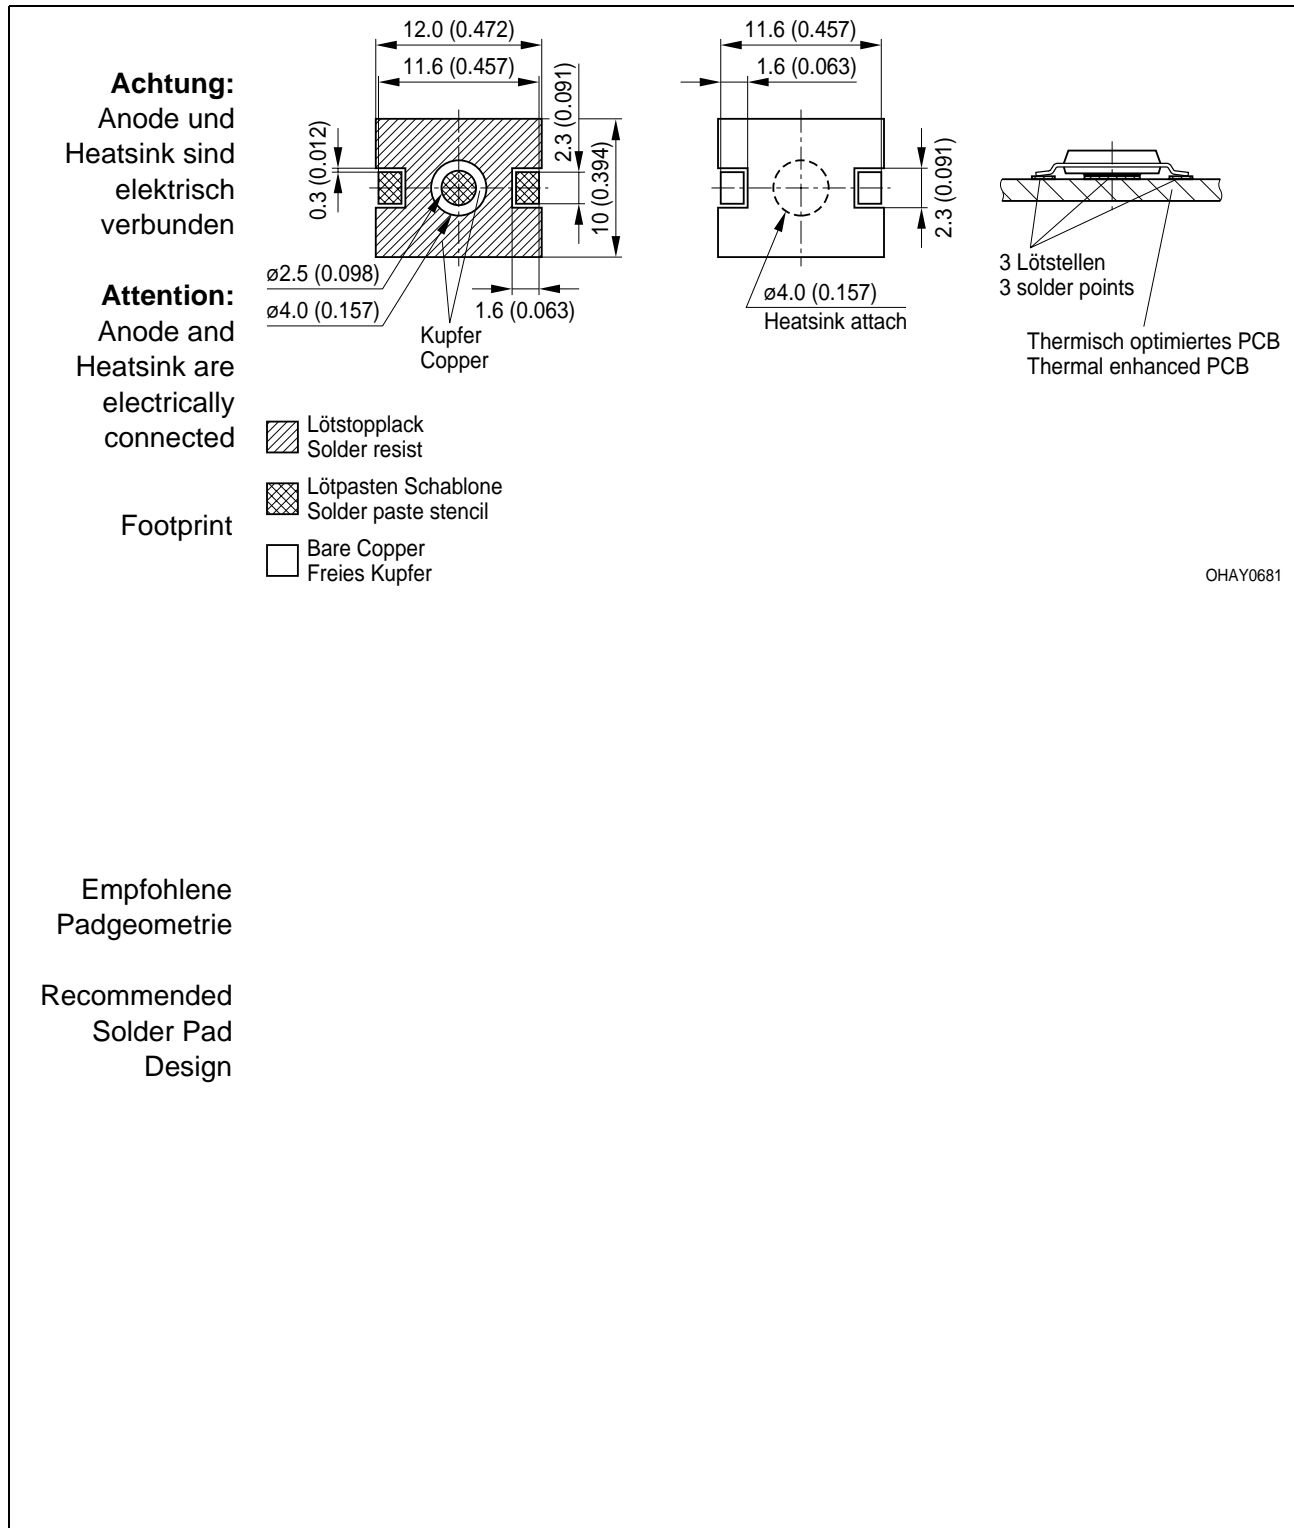 Achtung:
Anode und
Heatsink sind
elektrisch
verbunden
Attention:
Anode and
Heatsink are
electrically
connected
Footprint
12.0 (0.472)
11.6 (0.457)
0.3 (0.012)
2.3 (0.091)
10 (0.394)
ø2.5 (0.098)
ø4.0 (0.157)
1.6 (0.063)
Kupfer
Copper
11.6 (0.457)
1.6 (0.063)
2.3 (0.091)
ø4.0 (0.157)
Heatsink attach
3 Lötstellen
3 solder points
Thermisch optimiertes PCB
Thermal enhanced PCB
Lötstopplack
Solder resist
Lötpasten Schablone
Solder paste stencil
Bare Copper
Freies Kupfer
OHAY0681
Empfohlene
Padgeometrie
Recommended
Solder Pad
Design